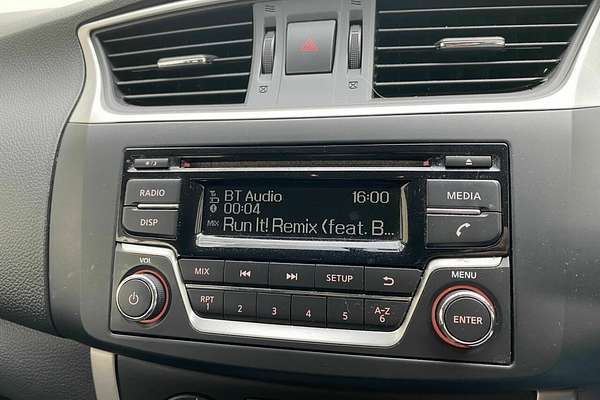 RADIO
DISP
BT Audio 16:00
00:04
MIX Run It! Remix (feat. B...
MEDIA
VOL
MIX
SETUP
MENU
RPT
1 2 3 4 5 A-Z
6
ENTER